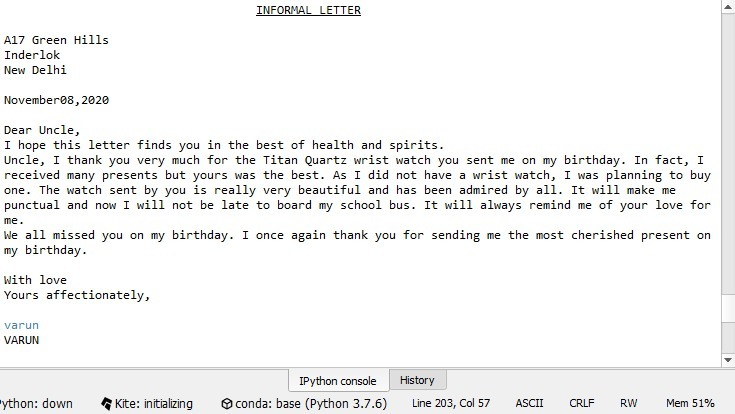 INFORMAL LETTER
A17 Green Hills
Inderlok
New Delhi
November08,2020
Dear Uncle,
I hope this letter finds you in the best of health and spirits.
Uncle, I thank you very much for the Titan Quartz wrist watch you sent me on my birthday. In fact, I
received many presents but yours was the best. As I did not have a wrist watch, I was planning to buy
one. The watch sent by you is really very beautiful and has been admired by all. It will make me
punctual and now I will not be late to board my school bus. It will always remind me of your love for
me.
We all missed you on my birthday. I once again thank you for sending me the most cherished present on
my birthday.
With love
Yours affectionately,
varun
VARUN
IPython console History
ython: down Kite: initializing conda: base (Python 3.7.6) Line 203, Col 57 ASCII CRLF RW Mem 51%